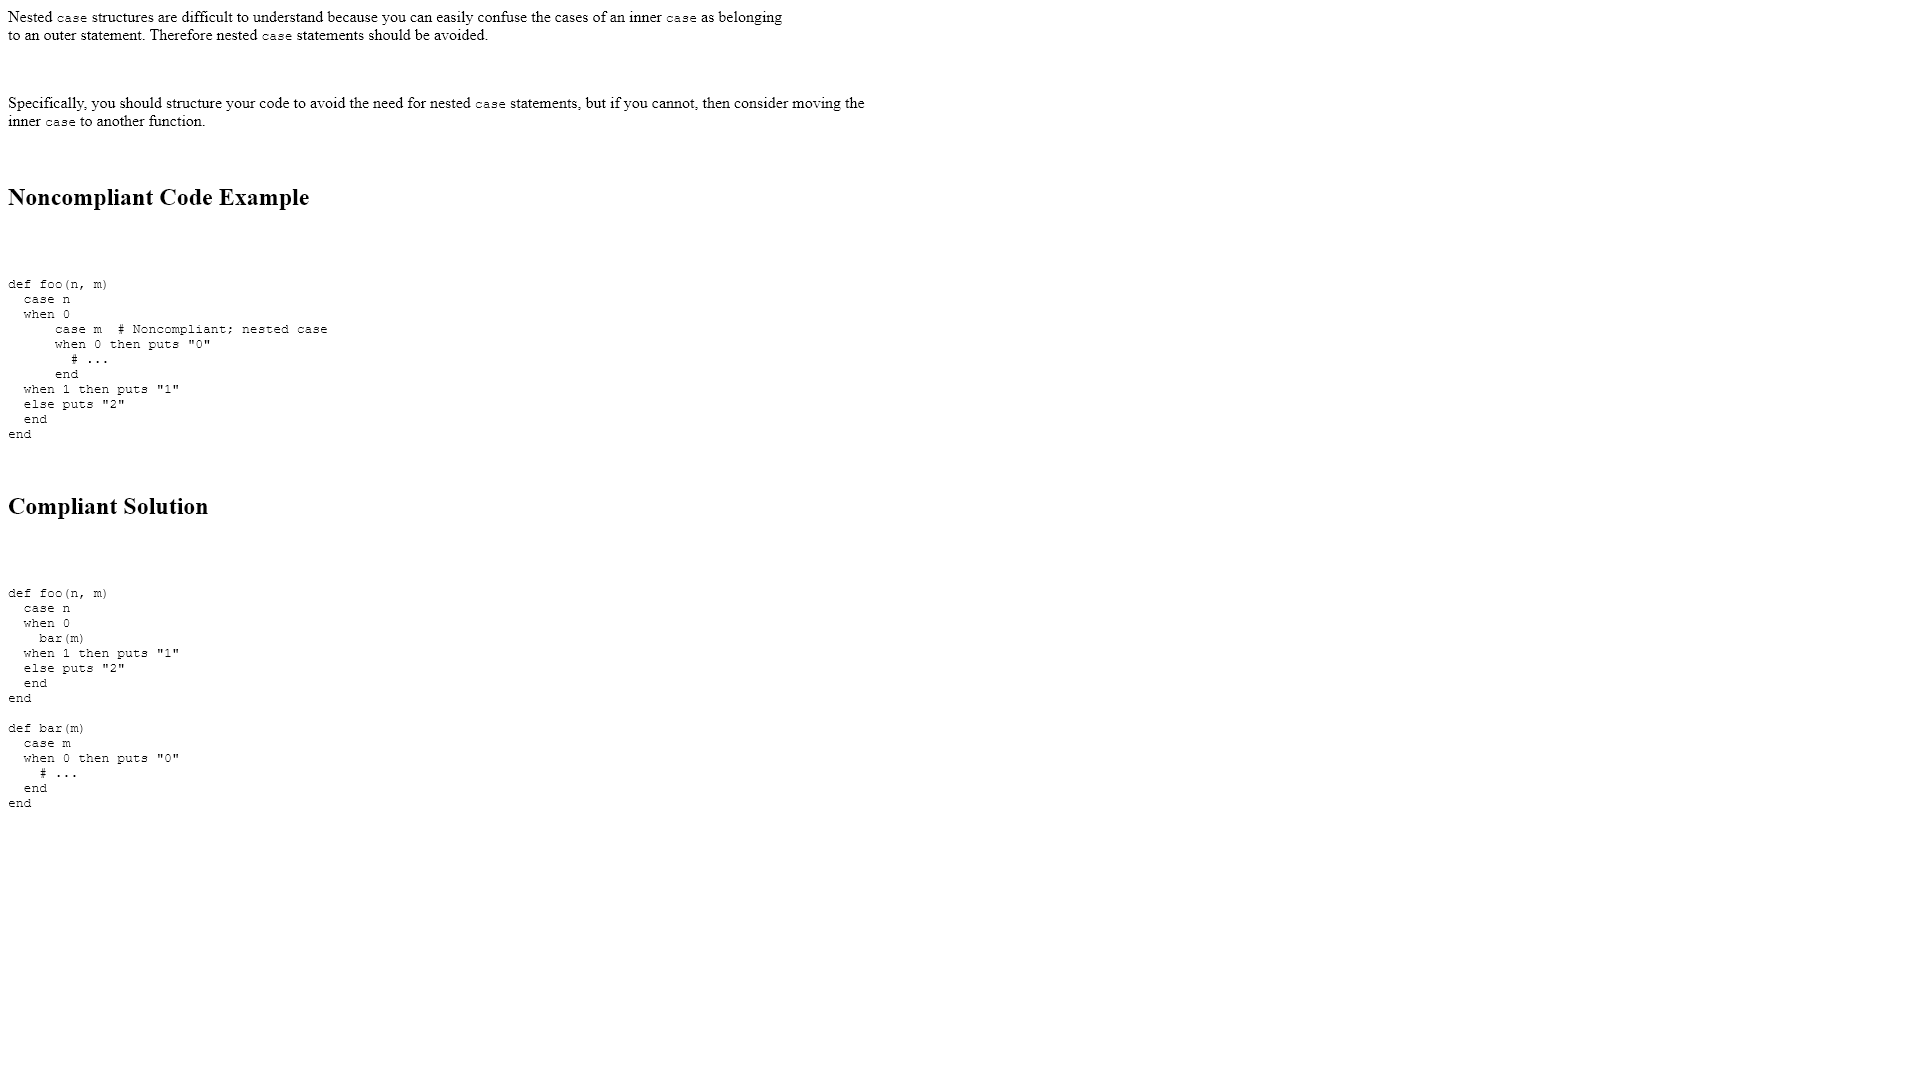 Nested case structures are difficult to understand because you can easily confuse the cases of an inner case as belonging
to an outer statement. Therefore nested case statements should be avoided.
Specifically, you should structure your code to avoid the need for nested case statements, but if you cannot, then consider moving the
inner case to another function.
Noncompliant Code Example
def foo(n, m)
  case n
  when 0
      case m  # Noncompliant; nested case
      when 0 then puts "0"
        # ...
      end
  when 1 then puts "1"
  else puts "2"
  end
end
Compliant Solution
def foo(n, m)
  case n
  when 0
    bar(m)
  when 1 then puts "1"
  else puts "2"
  end
end
def bar(m)
  case m
  when 0 then puts "0"
    # ...
  end
end